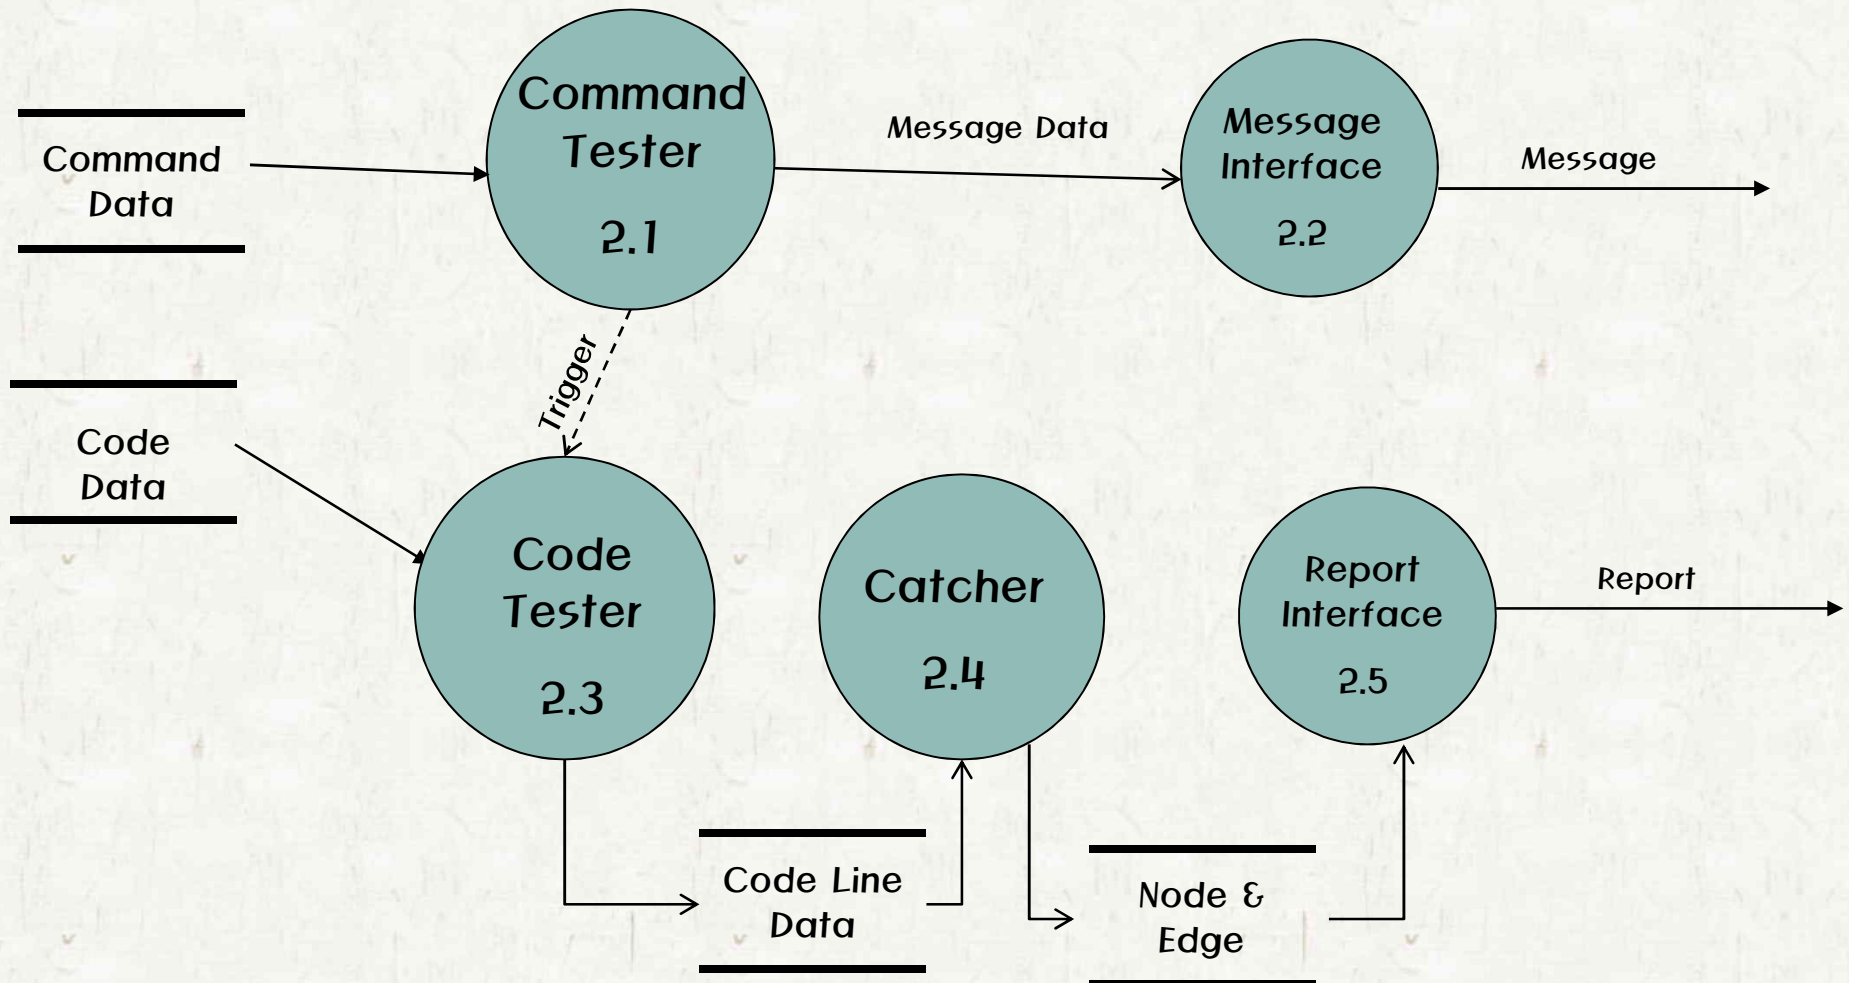 Command
Data
Command
Tester
2.1
Message Data
Message
Interface
2.2
Message
Trigger
Code
Data
Code
Tester
2.3
Catcher
2.4
Report
Interface
2.5
Report
Code Line
Data
Node &
Edge